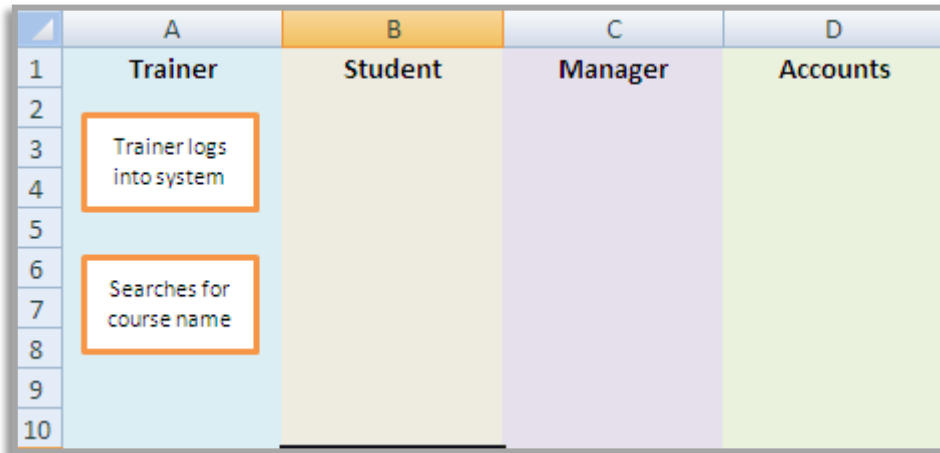 A B C D
1 Trainer Student Manager Accounts
2
3 Trainer logs
4 into system
5
6 Searches for
7 course name
8
9
10